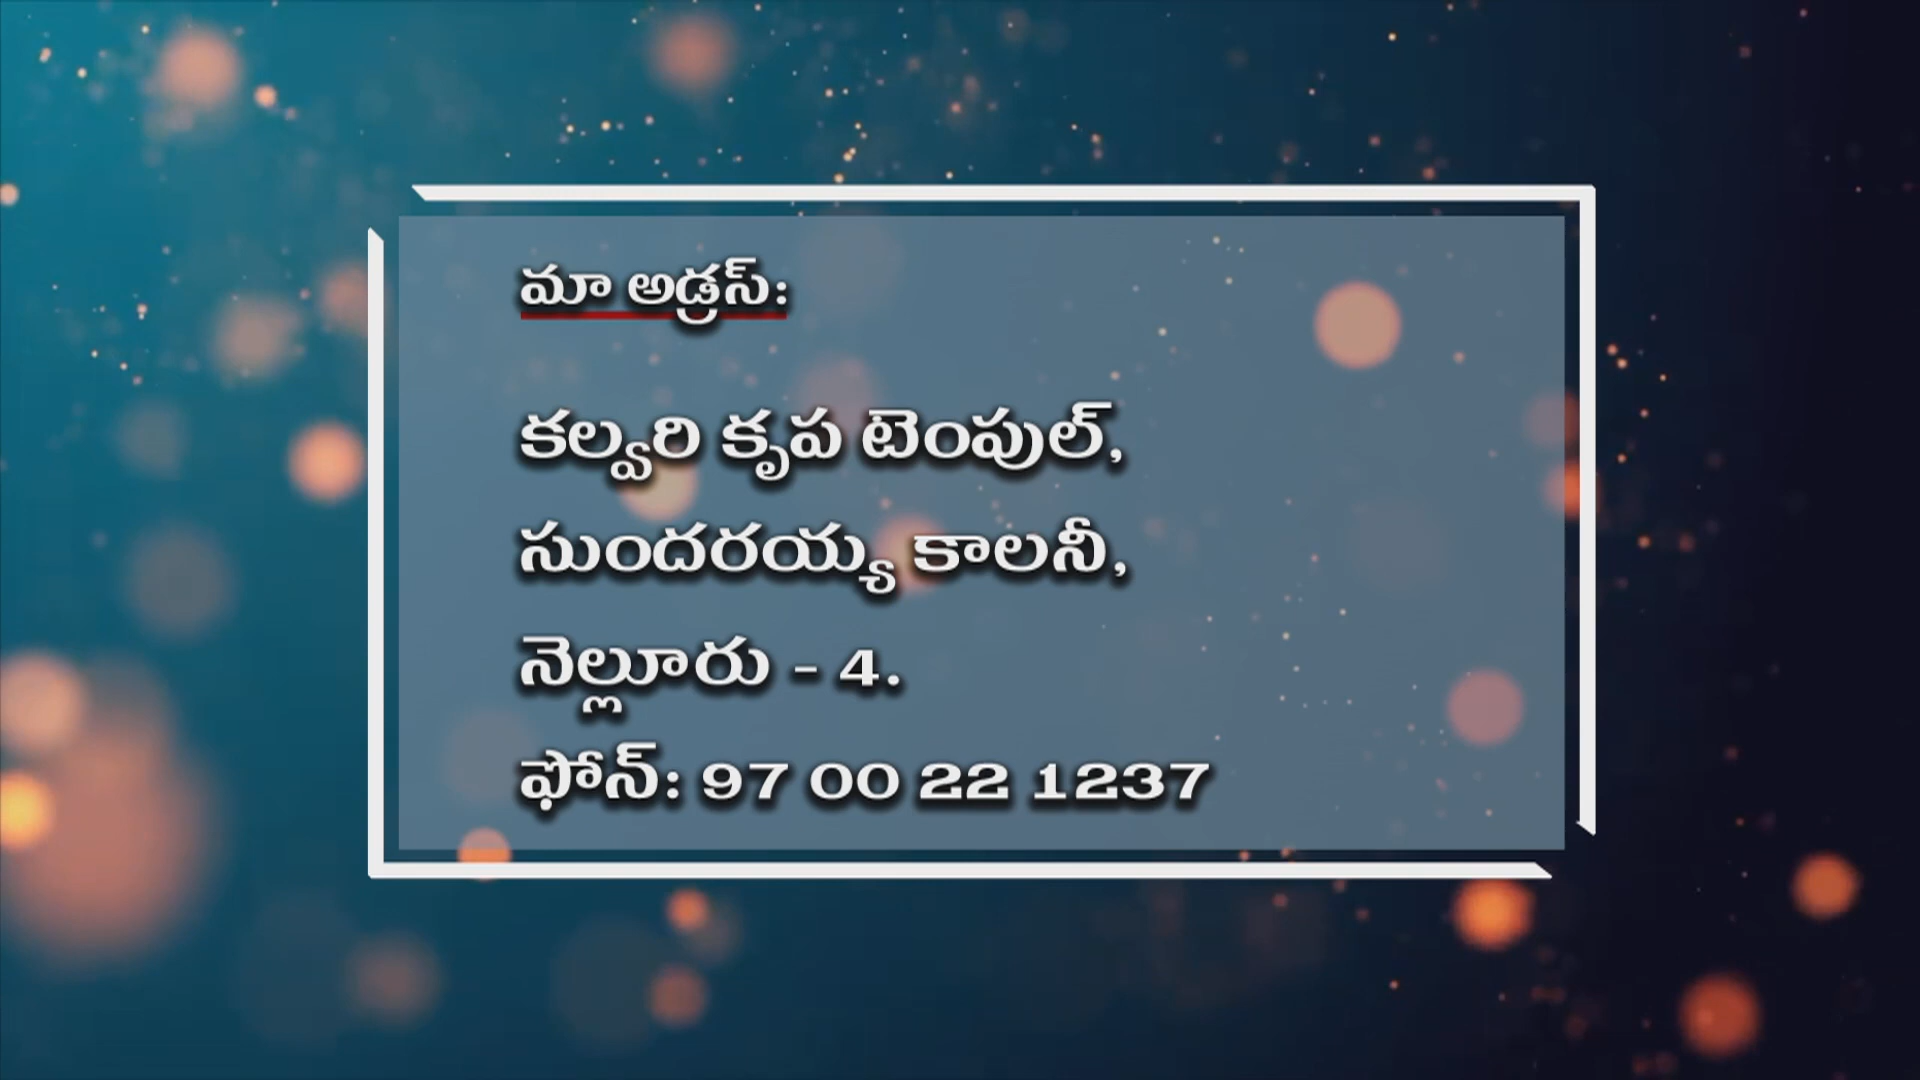 మా అడ్రస్:
కల్వరి కృప టెంపుల్,
సుందరయ్య కాలనీ,
నెల్లూరు - 4.
ఫోన్: 97 00 22 1237